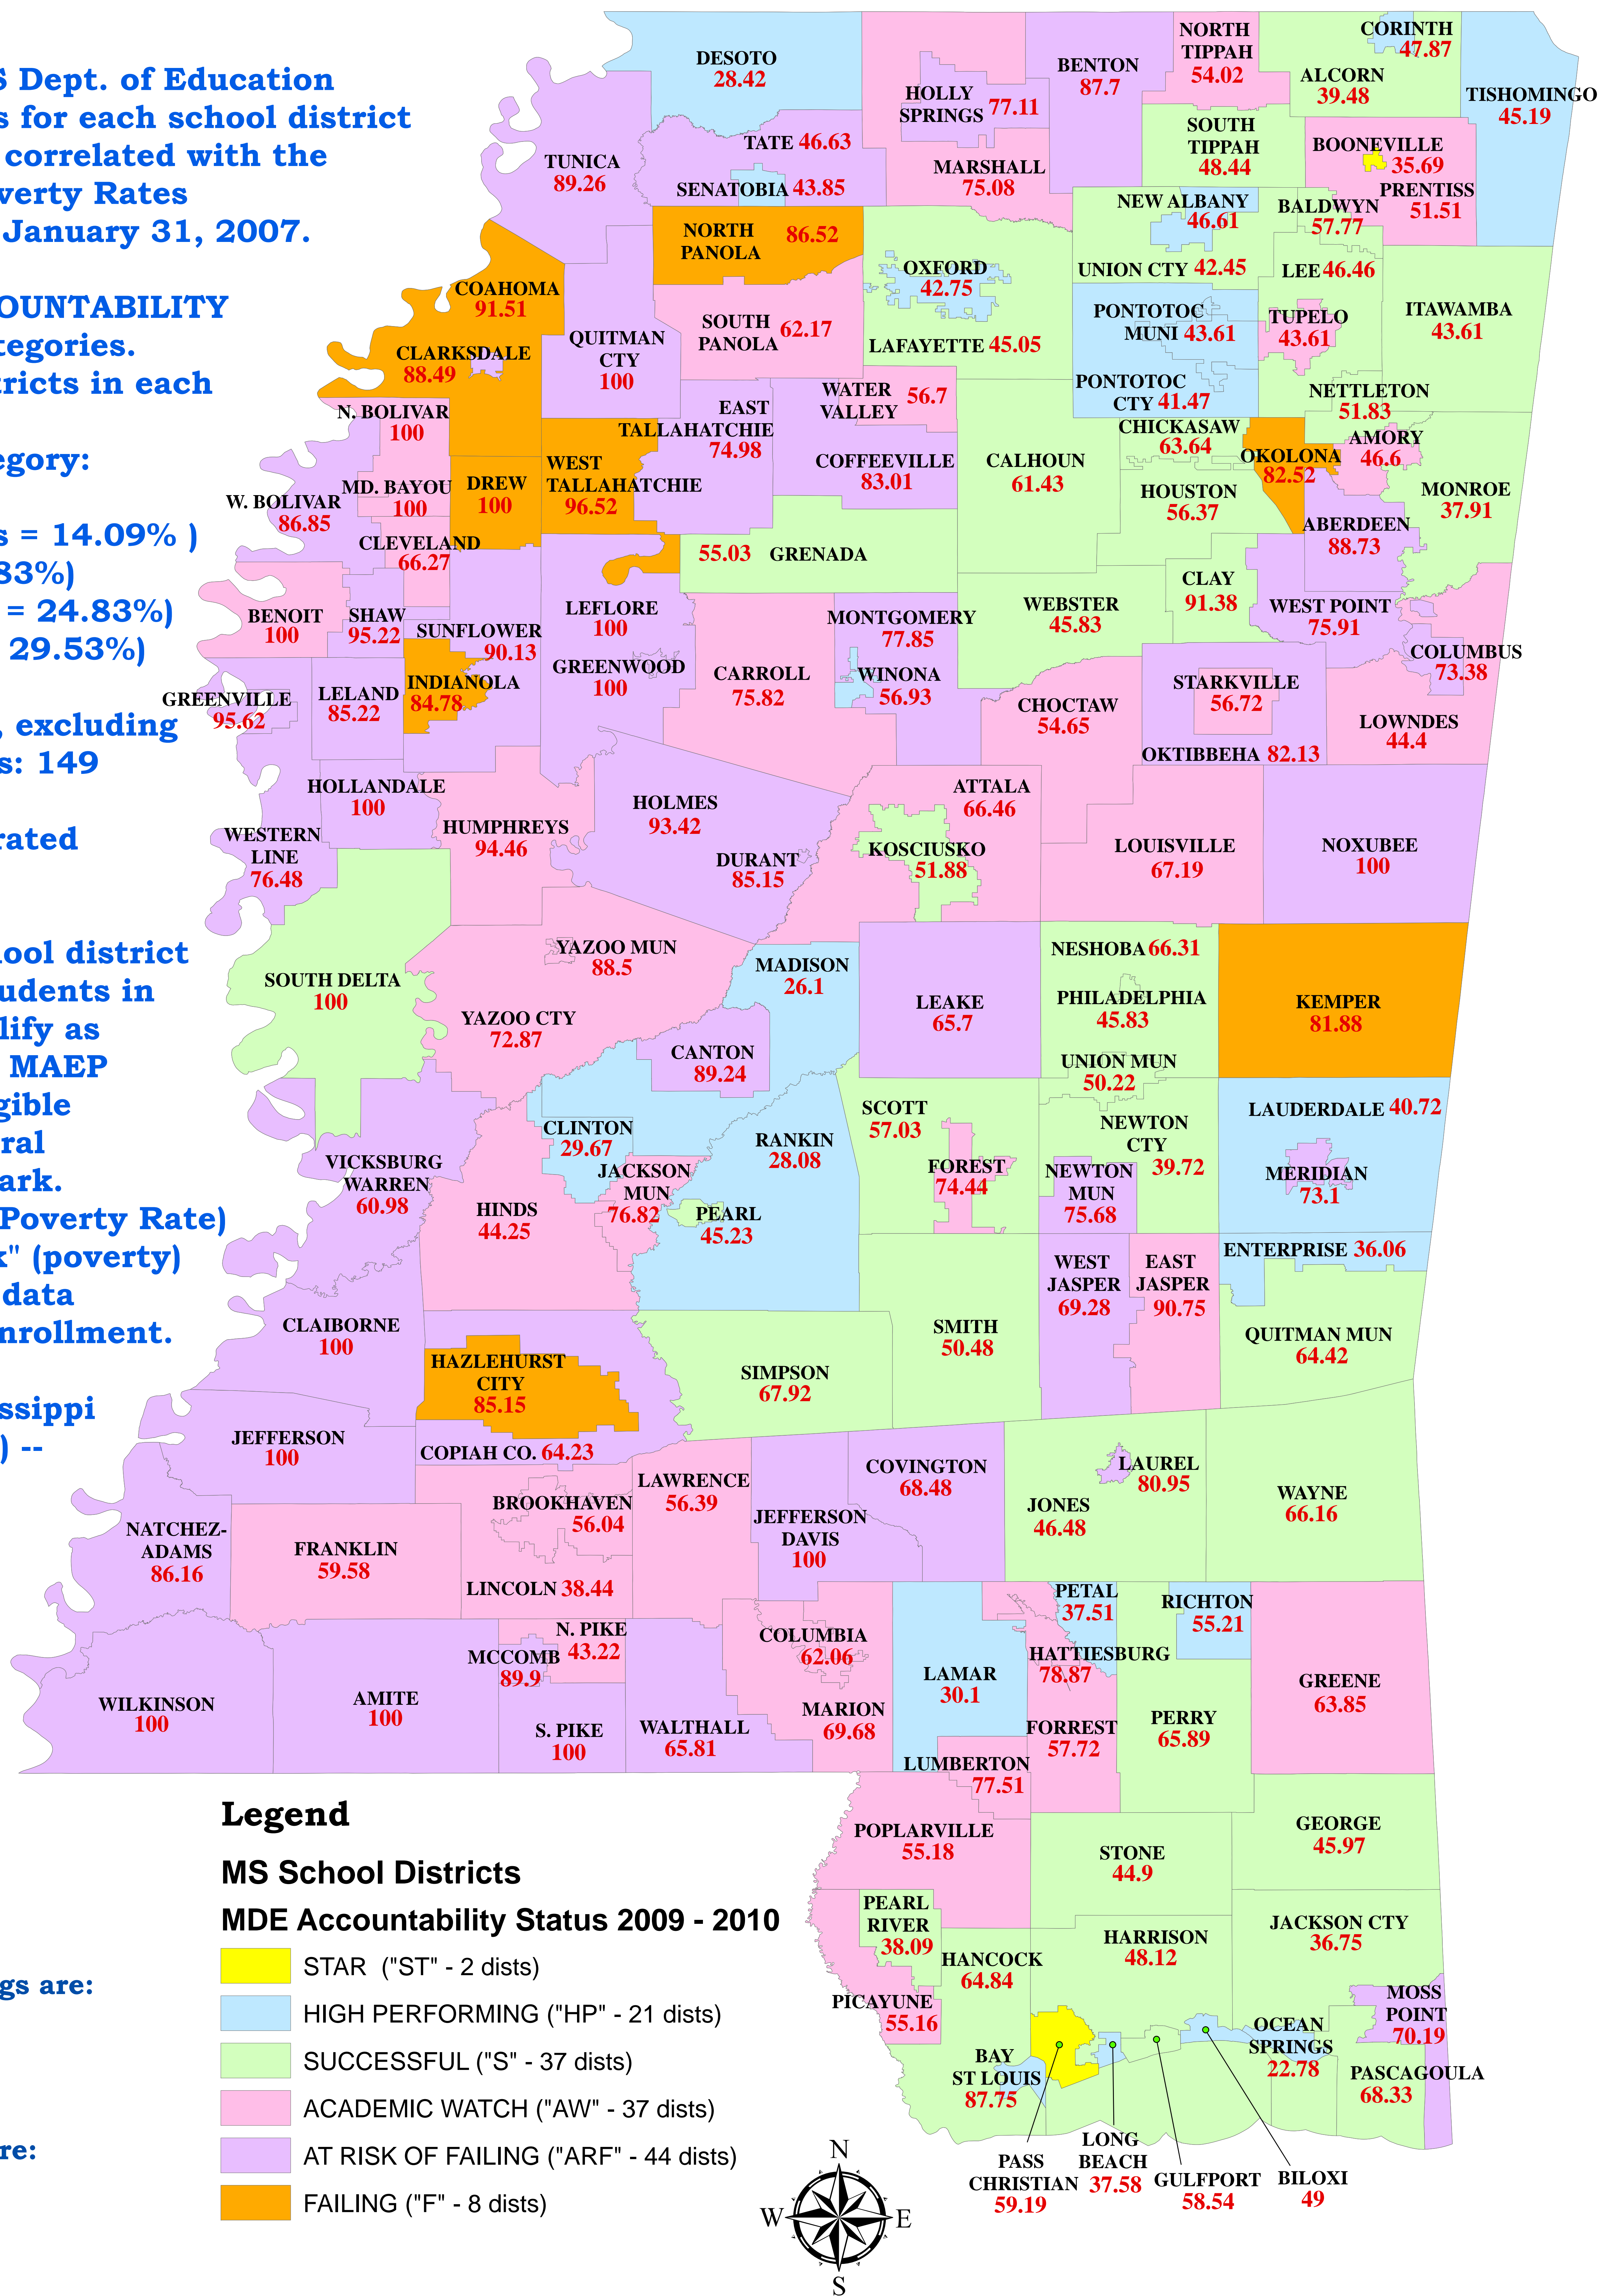 S Dept. of Education
s for each school district
correlated with the
verty Rates
January 31, 2007.
OUNTABILITY
tegories.
tricts in each
egory:
s = 14.09% )
83%)
= 24.83%)
29.53%)
, excluding
s: 149
rated
ool district
tudents in
lify as
MAEP
gible
ral
ark.
(Poverty Rate)
k" (poverty)
data
nrollment.
ssippi
) --
gs are:
re:
DESOTO
28.42
HOLLY
SPRINGS 77.11
BENTON
87.7
NORTH
TIPPAH
54.02
CORINTH
47.87
ALCORN
39.48
TISHOMINGO
45.19
TUNICA
89.26
TATE 46.63
SENATOBIA 43.85
MARSHALL
75.08
SOUTH
TIPPAH
48.44
BOONEVILLE
35.69
PRENTISS
51.51
NORTH
PANOLA 86.52
NEW ALBANY
46.61
BALDWYN
57.77
OXFORD
42.75
UNION CTY 42.45
LEE 46.46
COAHOMA
91.51
CLARKSDALE
88.49
QUITMAN
CTY
100
SOUTH
PANOLA 62.17
LAFAYETTE 45.05
PONTOTOC
MUNI 43.61
TUPELO
43.61
ITAWAMBA
43.61
PONTOTOC
CTY 41.47
NETTLETON
51.83
N. BOLIVAR
100
EAST
TALLAHATCHIE
74.98
WATER
VALLEY 56.7
CHICKASAW
63.64
OKOLONA
82.52
AMORY
46.6
W. BOLIVAR
86.85
MD. BAYOU
100
DREW
100
WEST
TALLAHATCHIE
96.52
COFFEEVILLE
83.01
CALHOUN
61.43
HOUSTON
56.37
MONROE
37.91
CLEVELAND
66.27
55.03 GRENADA
ABERDEEN
88.73
BENOIT
100
SHAW
95.22
SUNFLOWER
90.13
LEFLORE
100
GREENWOOD
100
MONTGOMERY
77.85
WEBSTER
45.83
CLAY
91.38
WEST POINT
75.91
COLUMBUS
73.38
GREENVILLE
95.62
LELAND
85.22
INDIANOLA
84.78
CARROLL
75.82
WINONA
56.93
CHOCTAW
54.65
STARKVILLE
56.72
OKTIBBEHA 82.13
LOWNDES
44.4
HOLLANDALE
100
WESTERN
LINE
76.48
HUMPHREYS
94.46
HOLMES
93.42
DURANT
85.15
ATTALA
66.46
KOSCIUSKO
51.88
LOUISVILLE
67.19
NOXUBEE
100
SOUTH DELTA
100
YAZOO MUN
88.5
YAZOO CTY
72.87
MADISON
26.1
CANTON
89.24
LEAKE
65.7
NESHOBA 66.31
PHILADELPHIA
45.83
UNION MUN
50.22
KEMPER
81.88
VICKSBURG
WARREN
60.98
CLINTON
29.67
JACKSON
MUN
76.82
HINDS
44.25
RANKIN
28.08
PEARL
45.23
SCOTT
57.03
FOREST
74.44
NEWTON
CTY
39.72
NEWTON
MUN
75.68
LAUDERDALE 40.72
MERIDIAN
73.1
ENTERPRISE 36.06
WEST
JASPER
69.28
EAST
JASPER
90.75
QUITMAN MUN
64.42
CLAIBORNE
100
HAZLEHURST
CITY
85.15
SIMPSON
67.92
SMITH
50.48
JEFFERSON
100
COPIAH CO. 64.23
LAWRENCE
56.39
COVINGTON
68.48
LAUREL
80.95
JONES
46.48
WAYNE
66.16
NATCHEZ-
ADAMS
86.16
FRANKLIN
59.58
BROOKHAVEN
56.04
LINCOLN 38.44
JEFFERSON
DAVIS
100
WILKINSON
100
AMITE
100
N. PIKE
43.22
MCCOMB
89.9
S. PIKE
100
WALTHALL
65.81
COLUMBIA
62.06
MARION
69.68
LAMAR
30.1
PETAL
37.51
HATTIESBURG
78.87
FORREST
57.72
RICHTON
55.21
PERRY
65.89
GREENE
63.85
LUMBERTON
77.51
POPLARVILLE
55.18
STONE
44.9
GEORGE
45.97
PEARL
RIVER
38.09
HANCOCK
64.84
HARRISON
48.12
JACKSON CTY
36.75
PICAYUNE
55.16
BAY
ST LOUIS
87.75
OCEAN
SPRINGS
22.78
MOSS
POINT
70.19
PASCAGOULA
68.33
PASS
CHRISTIAN
59.19
LONG
BEACH
37.58
GULFPORT
58.54
BILOXI
49
Legend
MS School Districts
MDE Accountability Status 2009 - 2010
STAR ("ST" - 2 dists)
HIGH PERFORMING ("HP" - 21 dists)
SUCCESSFUL ("S" - 37 dists)
ACADEMIC WATCH ("AW" - 37 dists)
AT RISK OF FAILING ("ARF" - 44 dists)
FAILING ("F" - 8 dists)
N
W E
S